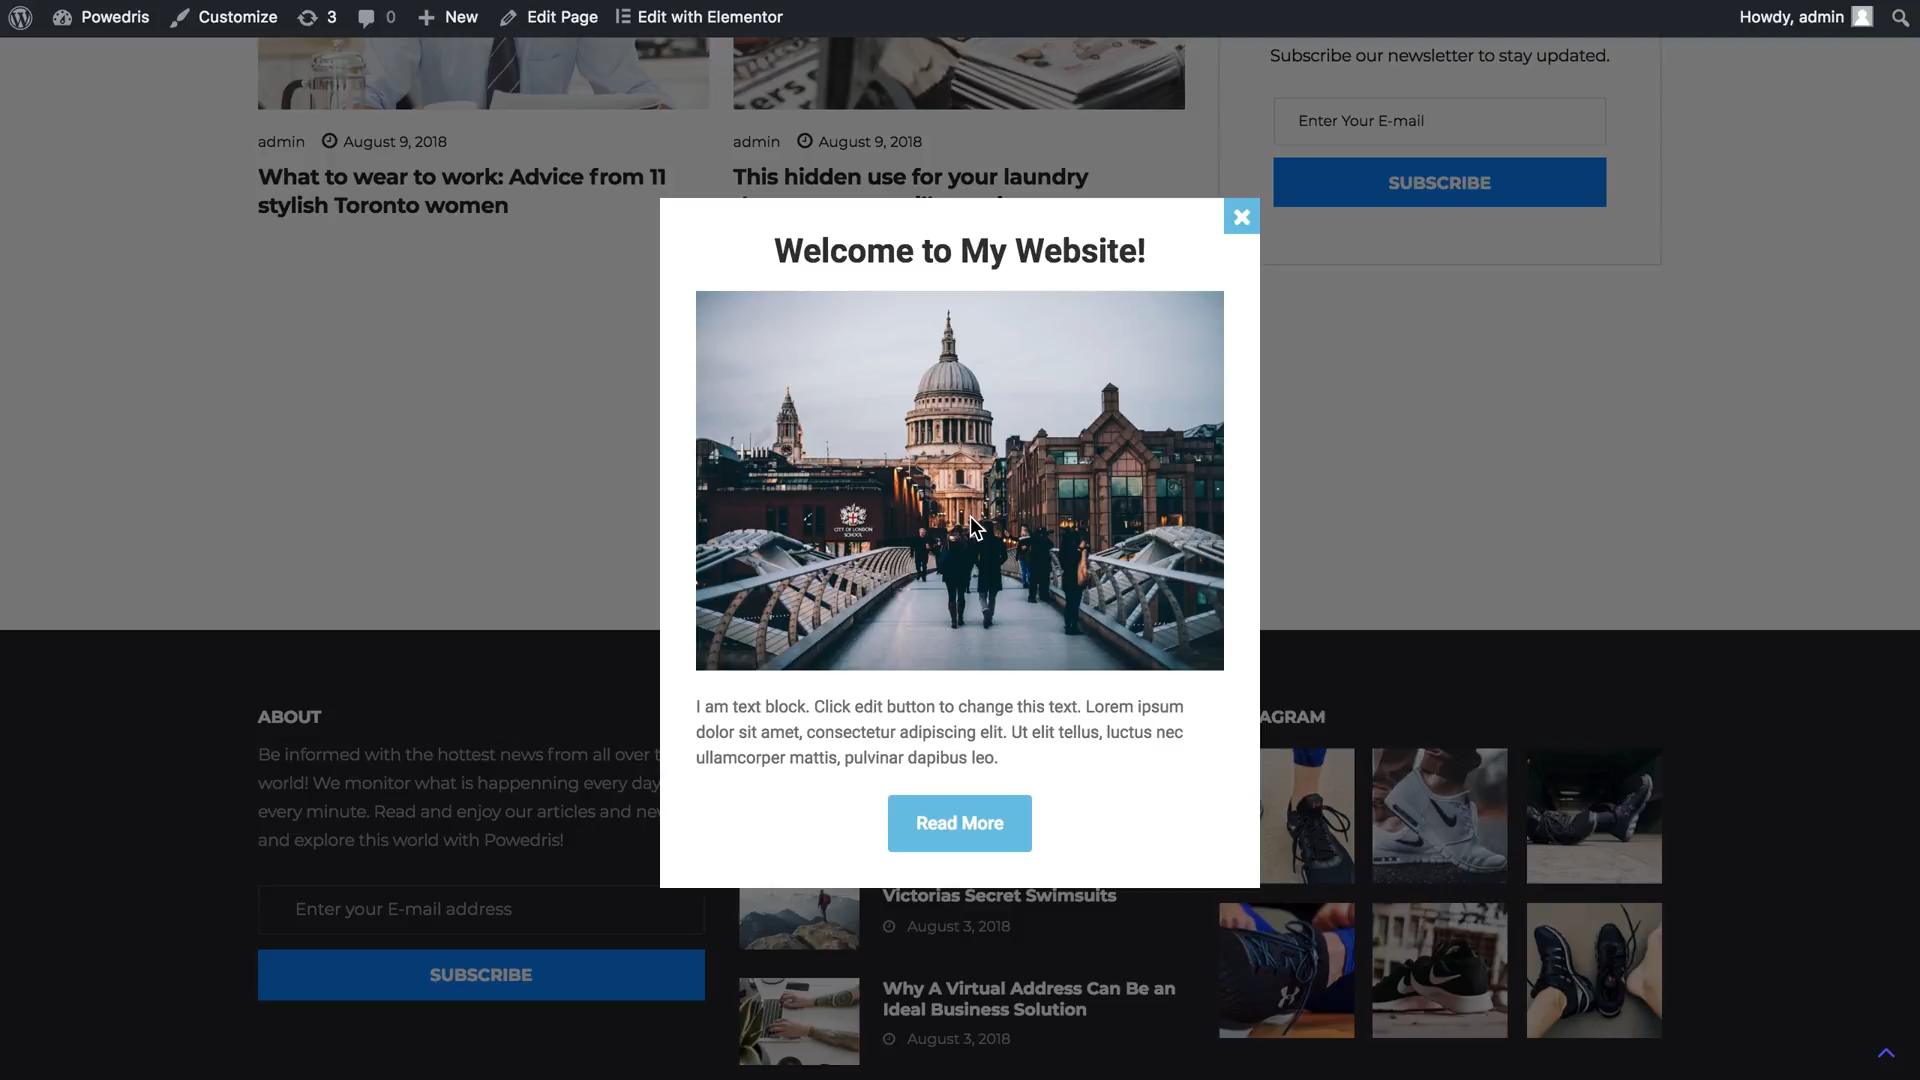 Powedris
Customize
3
0
New
Edit Page
Edit with Elementor
Howdy, admin
Subscribe our newsletter to stay updated.
Enter Your E-mail
SUBSCRIBE
admin August 9, 2018
What to wear to work: Advice from 11
stylish Toronto women
admin August 9, 2018
This hidden use for your laundry
Welcome to My Website!
CITY OF LONDON
SCHOOL
I am text block. Click edit button to change this text. Lorem ipsum
dolor sit amet, consectetur adipiscing elit. Ut elit tellus, luctus nec
ullamcorper mattis, pulvinar dapibus leo.
Read More
ABOUT
Be informed with the hottest news from all over t
world! We monitor what is happenning every day
every minute. Read and enjoy our articles and nev
and explore this world with Powedris!
Enter your E-mail address
SUBSCRIBE
Victorias Secret Swimsuits
August 3, 2018
Why A Virtual Address Can Be an
Ideal Business Solution
August 3, 2018
AGRAM